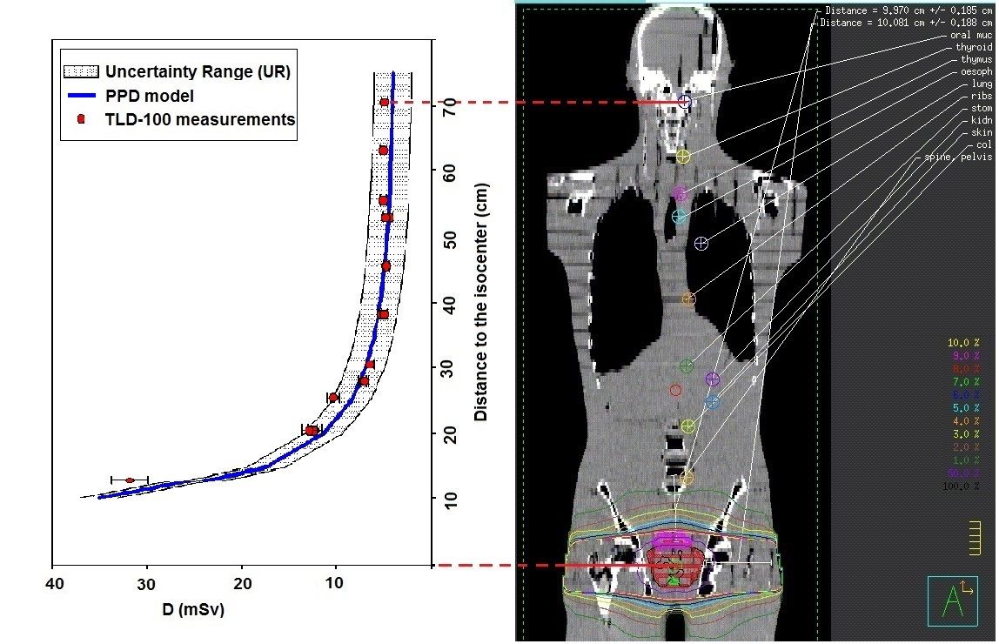 Uncertainty Range (UR)
PPD model
TLD-100 measurements
70
60
50
40
30
20
10
Distance to the isocenter (cm)
40
30
20
10
D (mSv)
Distance = 9.970 cm +/- 0.185 cm
Distance = 10.081 cm +/- 0.188 cm
oral muc
thyroid
thymus
oesoph
lung
ribs
stom
kidn
skin
col
spine, pelvis
10.0 %
9.0 %
8.0 %
7.0 %
6.0 %
5.0 %
4.0 %
3.0 %
2.0 %
1.0 %
50.0 %
100.0 %
A